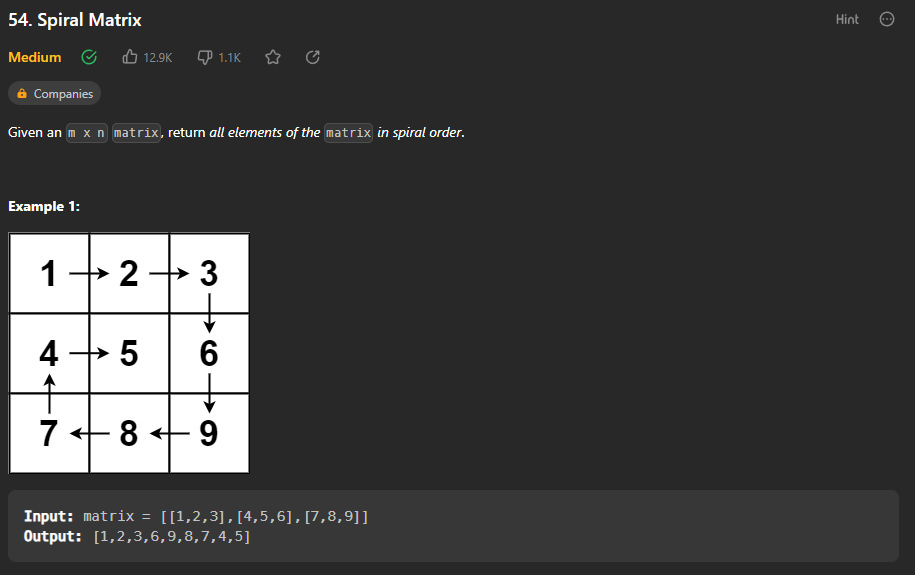 54. Spiral Matrix
Hint
Medium 12.9K 1.1K
Companies
Given an m x n matrix, return all elements of the matrix in spiral order.
Example 1:
1 2 3
4 5 6
7 8 9
Input: matrix = [[1,2,3],[4,5,6],[7,8,9]]
Output: [1,2,3,6,9,8,7,4,5]